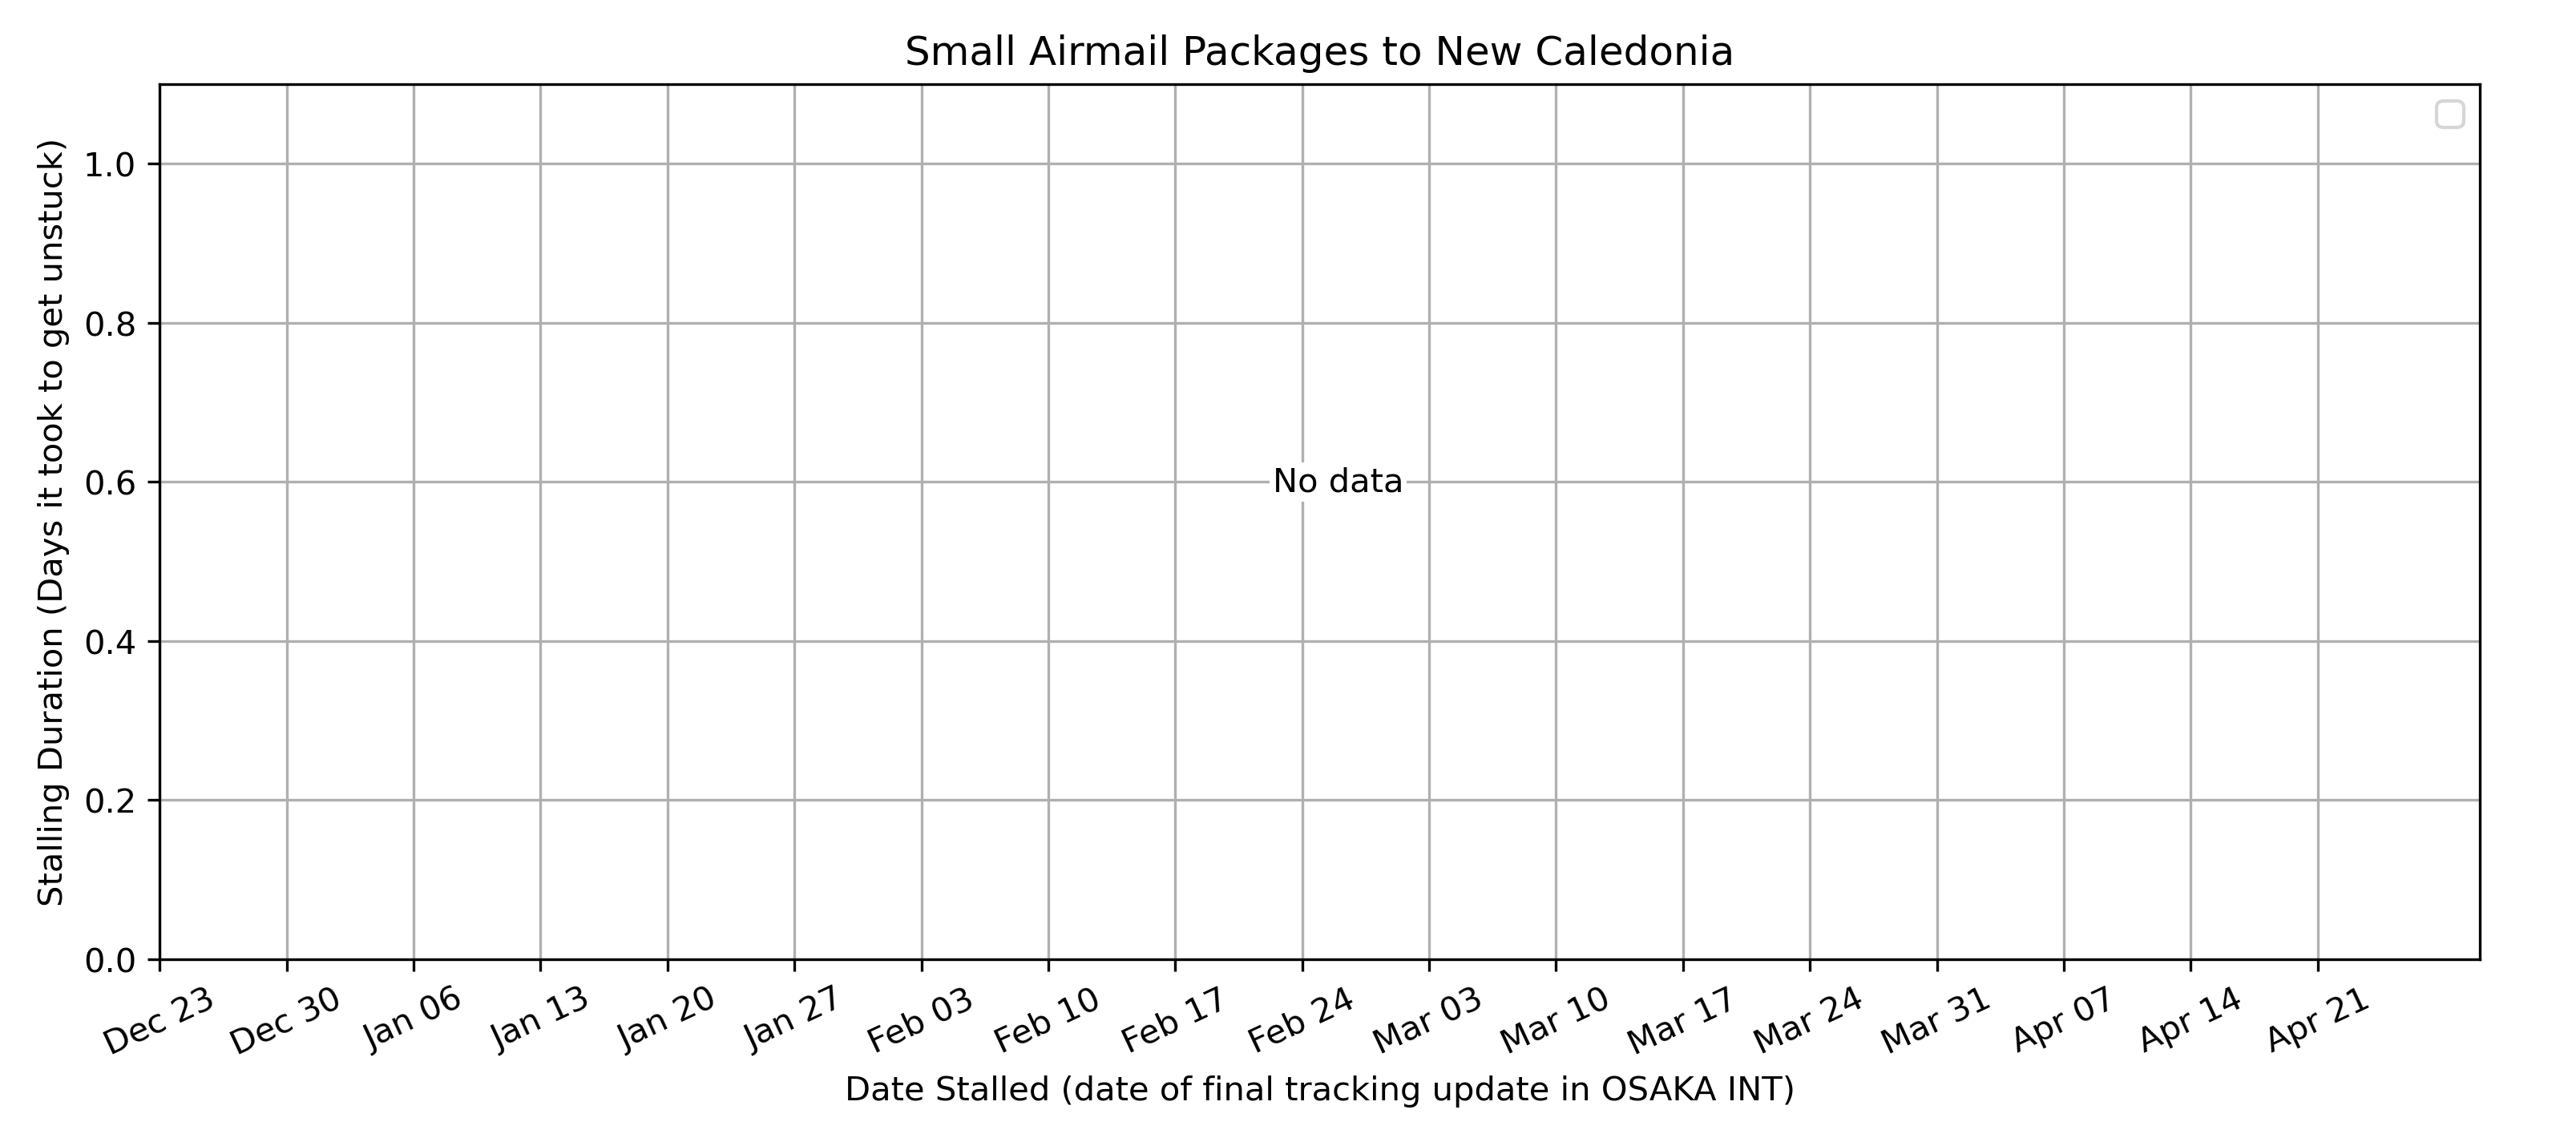 Small Airmail Packages to New Caledonia
Stalling Duration (Days it took to get unstuck)
1.0
0.8
0.6
0.4
0.2
0.0
No data
Dec 23 Dec 30 Jan 06 Jan 13 Jan 20 Jan 27 Feb 03 Feb 10 Feb 17 Feb 24 Mar 03 Mar 10 Mar 17 Mar 24 Mar 31 Apr 07 Apr 14 Apr 21
Date Stalled (date of final tracking update in OSAKA INT)